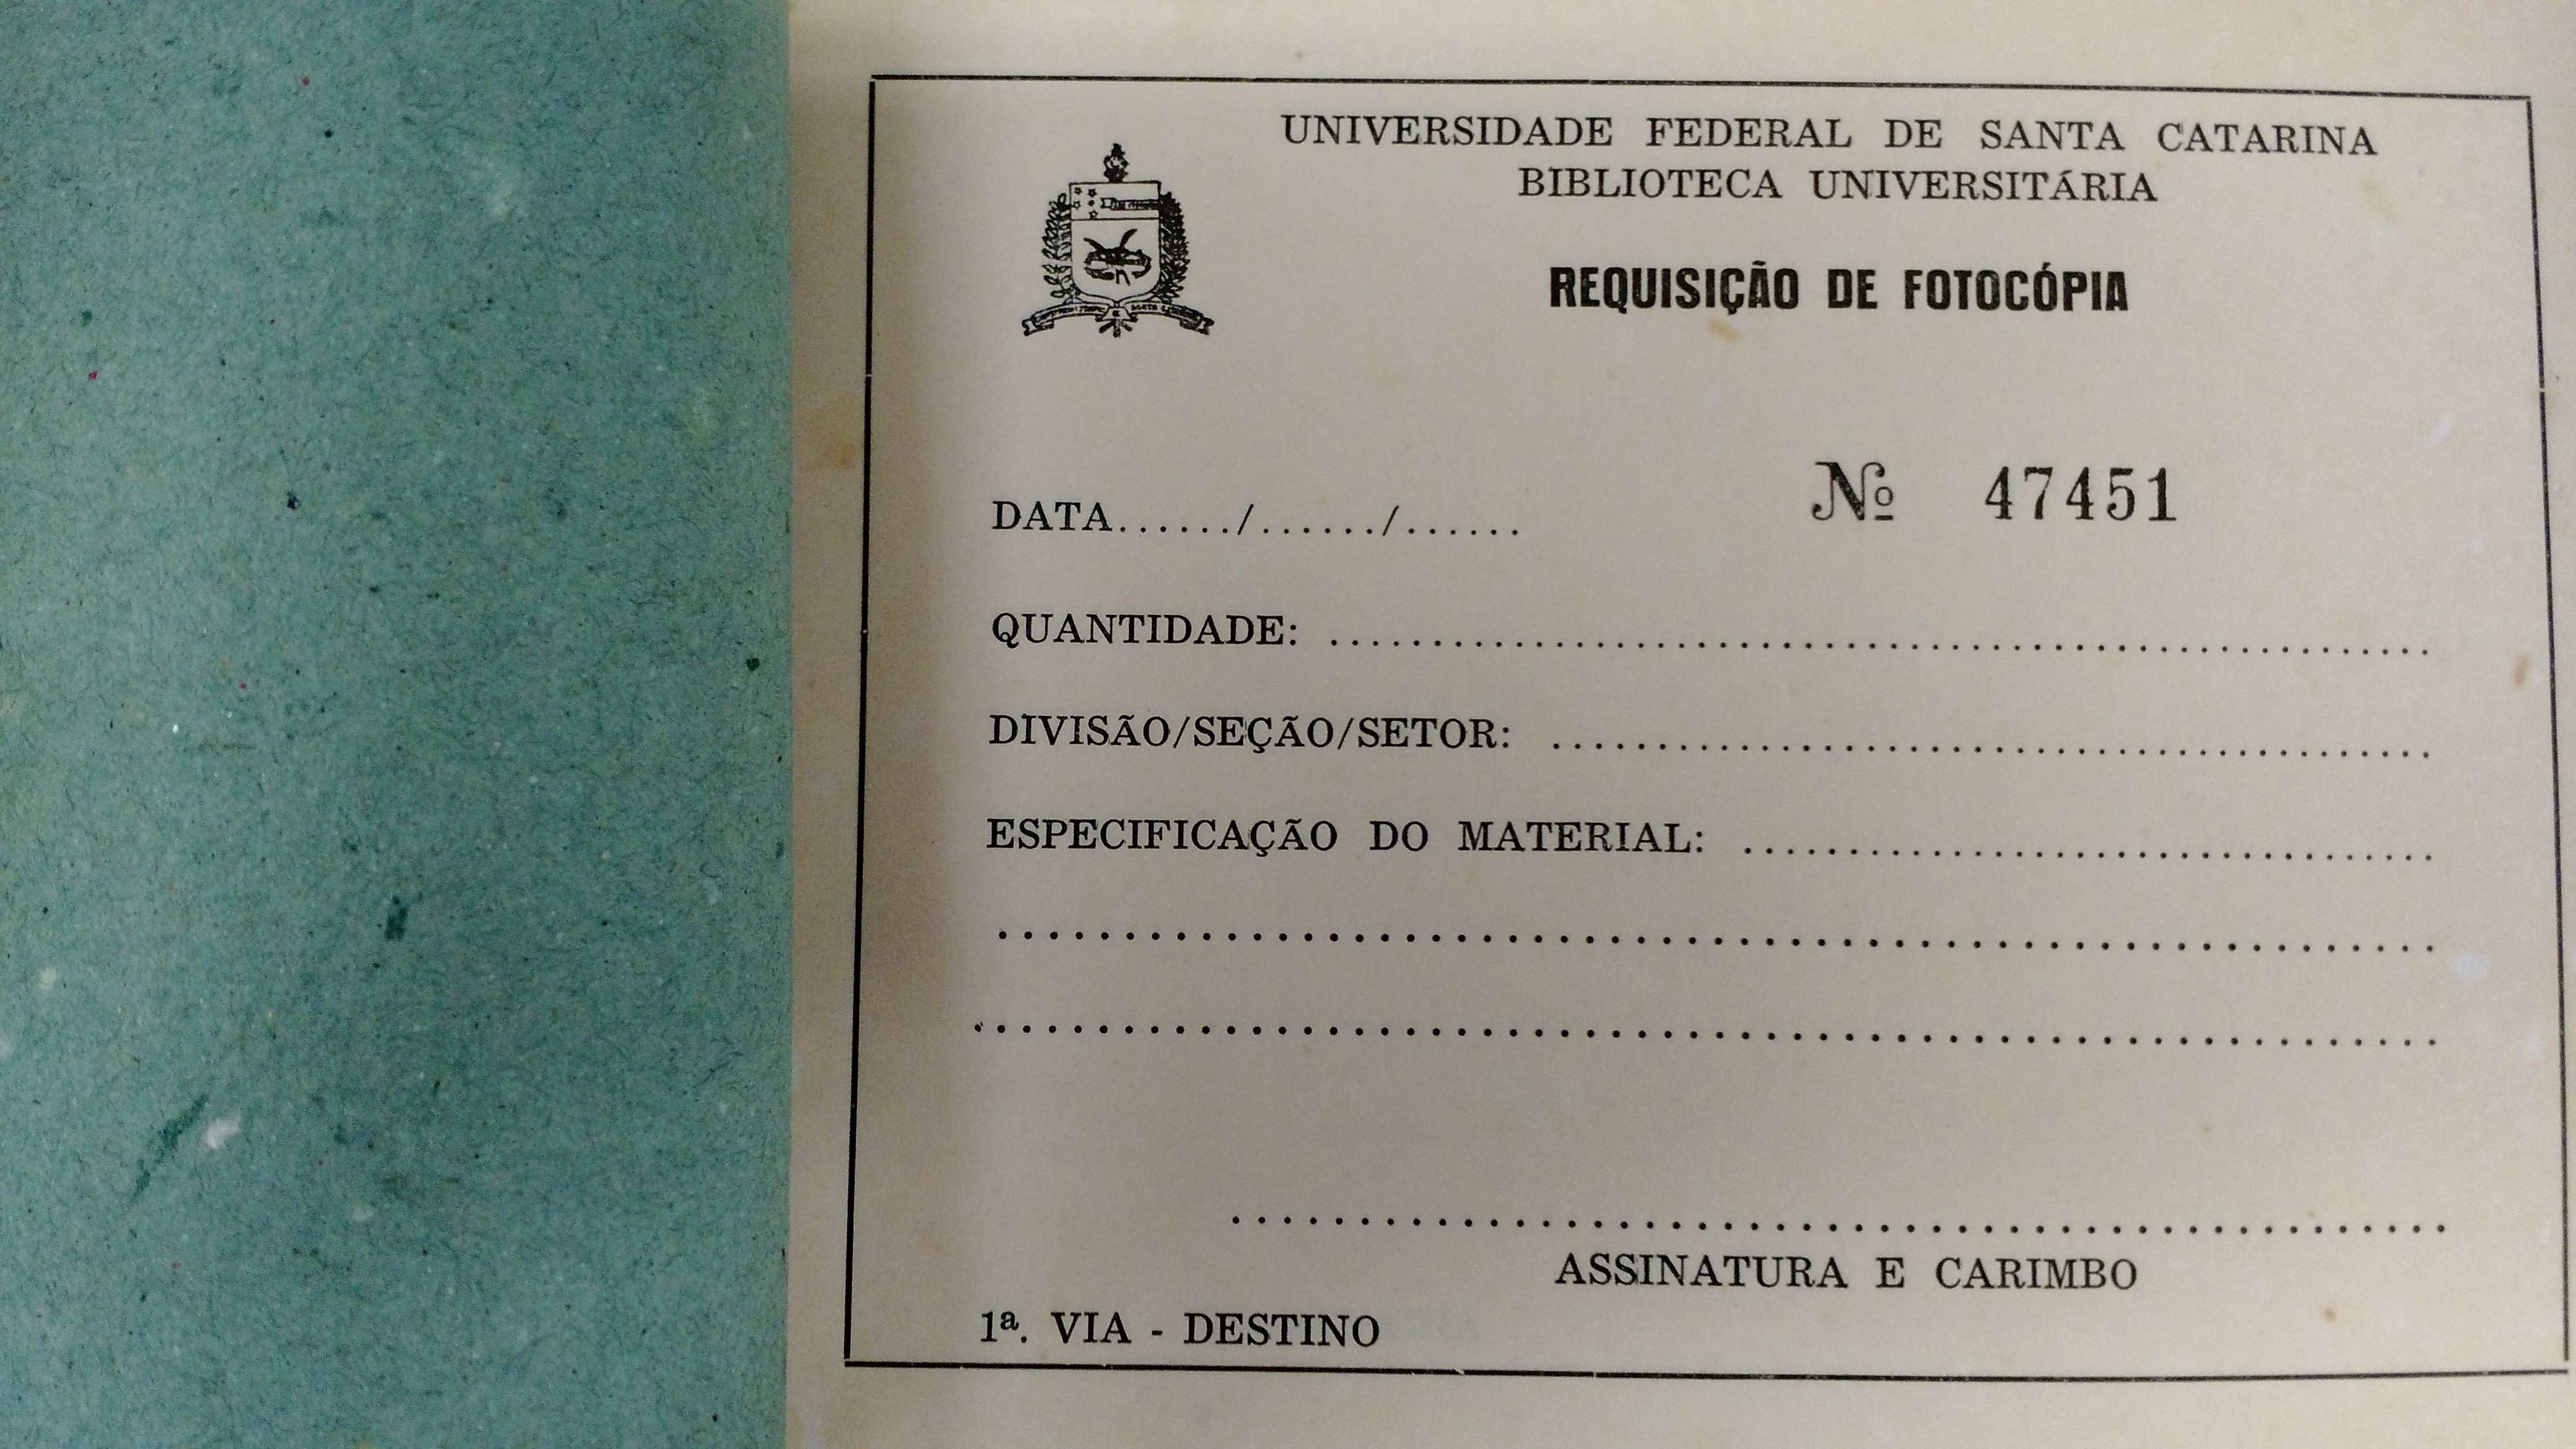 UNIVERSIDADE FEDERAL DE SANTA CATARINA
BIBLIOTECA UNIVERSITÁRIA
REQUISIÇÃO DE FOTOCÓPIA
DATA....../....../......
Nº 47451
QUANTIDADE: ............................................
DIVISÃO/SEÇÃO/SETOR: ...................................
ESPECIFICAÇÃO DO MATERIAL: ...........................
.........................................................
..........................................................
................................................
ASSINATURA E CARIMBO
1ª. VIA - DESTINO